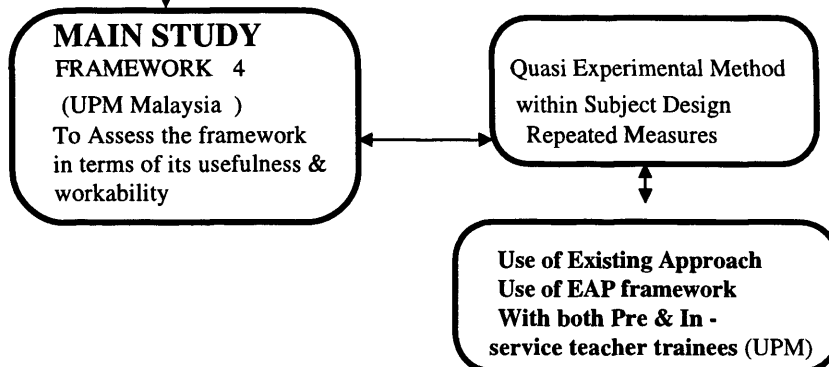 MAIN STUDY
FRAMEWORK 4
(UPM Malaysia )
To Assess the framework
in terms of its usefulness &
workability
Quasi Experimental Method
within Subject Design
Repeated Measures
Use of Existing Approach
Use of EAP framework
With both Pre & In -
service teacher trainees (UPM)